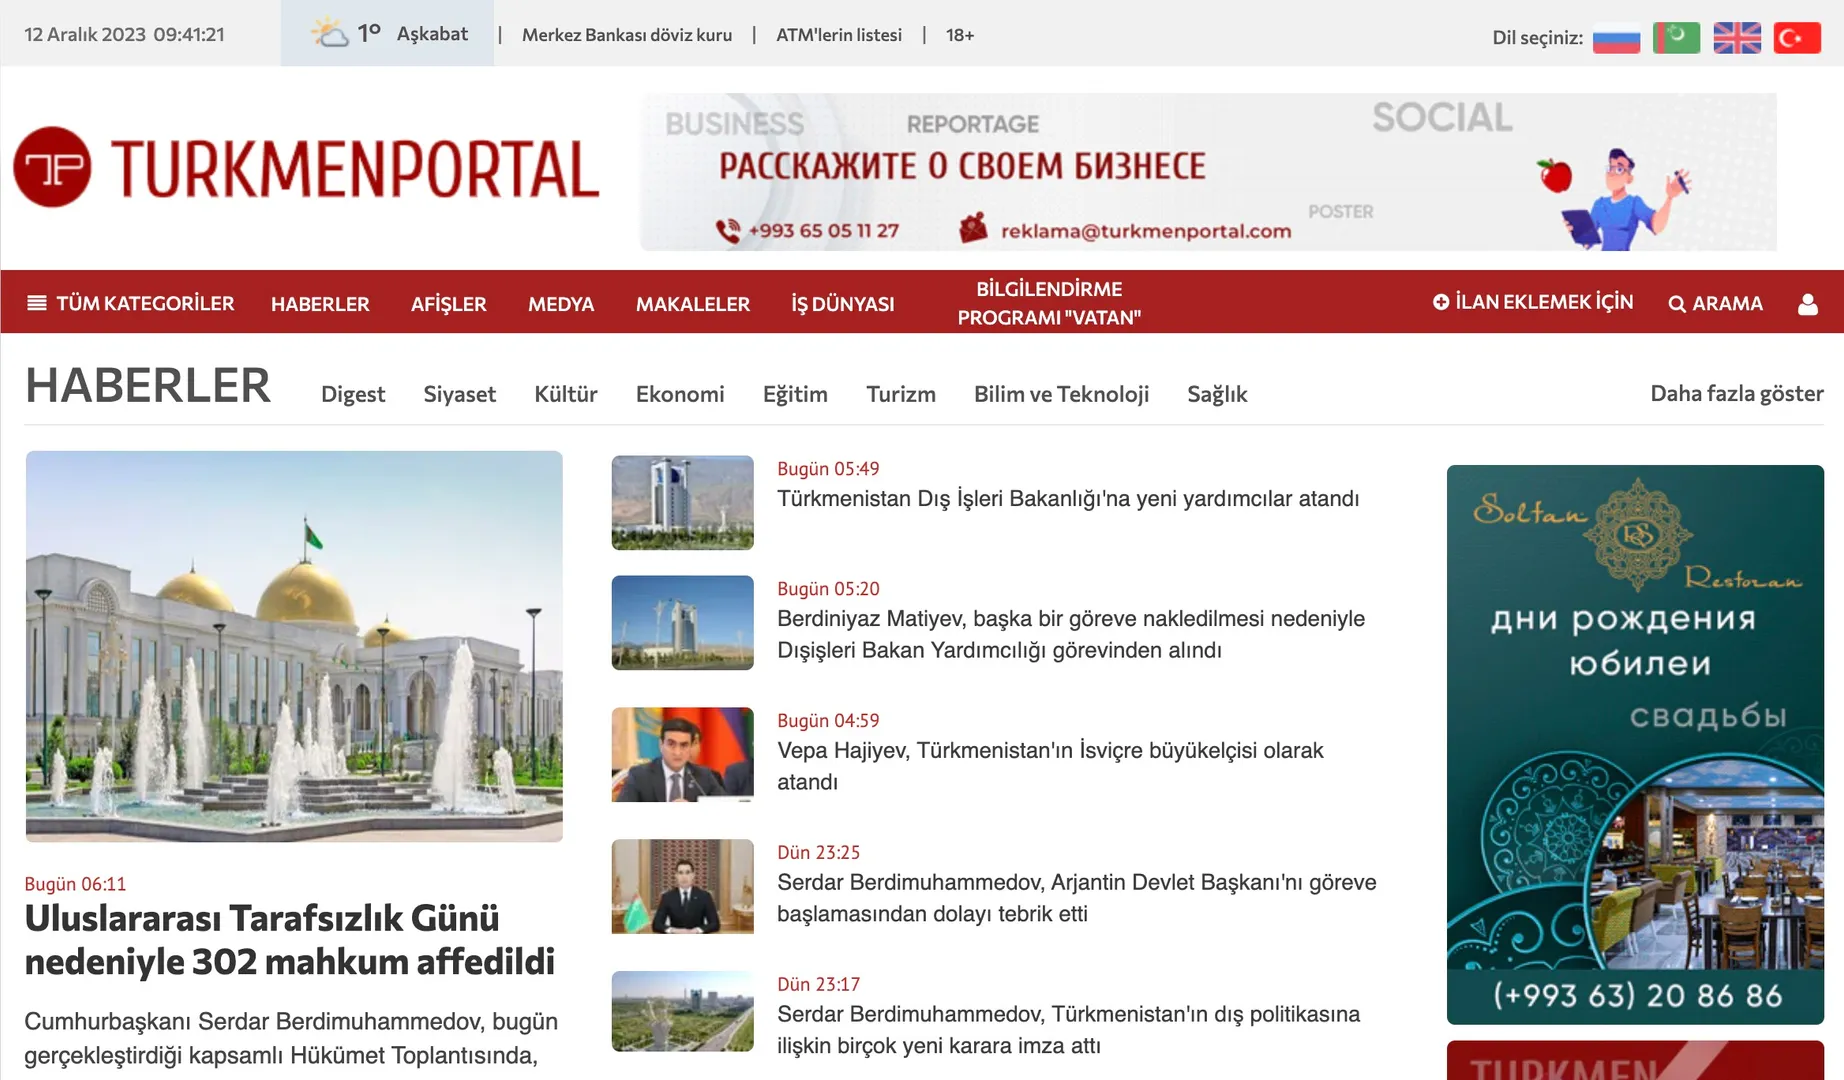 12 Aralık 2023 09:41:21
1° Aşkabat | Merkez Bankası döviz kuru | ATM'lerin listesi | 18+
Dil seçiniz:
TP TURKMENPORTAL
BUSINESS
REPORTAGE
SOCIAL
РАССКАЖИТЕ О СВОЕМ БИЗНЕСЕ
POSTER
+993 65 05 11 27
reklama@turkmenportal.com
TÜM KATEGORİLER
HABERLER
AFİŞLER
MEDYA
MAKALELER
İŞ DÜNYASI
BİLGİLENDİRME
PROGRAMI "VATAN"
İLAN EKLEMEK İÇİN
ARAMA
HABERLER
Digest
Siyaset
Kültür
Ekonomi
Eğitim
Turizm
Bilim ve Teknoloji
Sağlık
Daha fazla göster
Bugün 06:11
Uluslararası Tarafsızlık Günü
nedeniyle 302 mahkum affedildi
Cumhurbaşkanı Serdar Berdimuhammedov, bugün
gerçekleştirdiği kapsamlı Hükümet Toplantısında,
Bugün 05:49
Türkmenistan Dış İşleri Bakanlığı'na yeni yardımcılar atandı
Bugün 05:20
Berdiniyaz Matiyev, başka bir göreve nakledilmesi nedeniyle
Dışişleri Bakan Yardımcılığı görevinden alındı
Bugün 04:59
Vepa Hajiyev, Türkmenistan'ın İsviçre büyükelçisi olarak
atandı
Dün 23:25
Serdar Berdimuhammedov, Arjantin Devlet Başkanı'nı göreve
başlamasından dolayı tebrik etti
Dün 23:17
Serdar Berdimuhammedov, Türkmenistan'ın dış politikasına
ilişkin birçok yeni karara imza attı
Soltan
Restoran
дни рождения
юбилеи
свадьбы
(+993 63) 20 86 86
TURKMEN